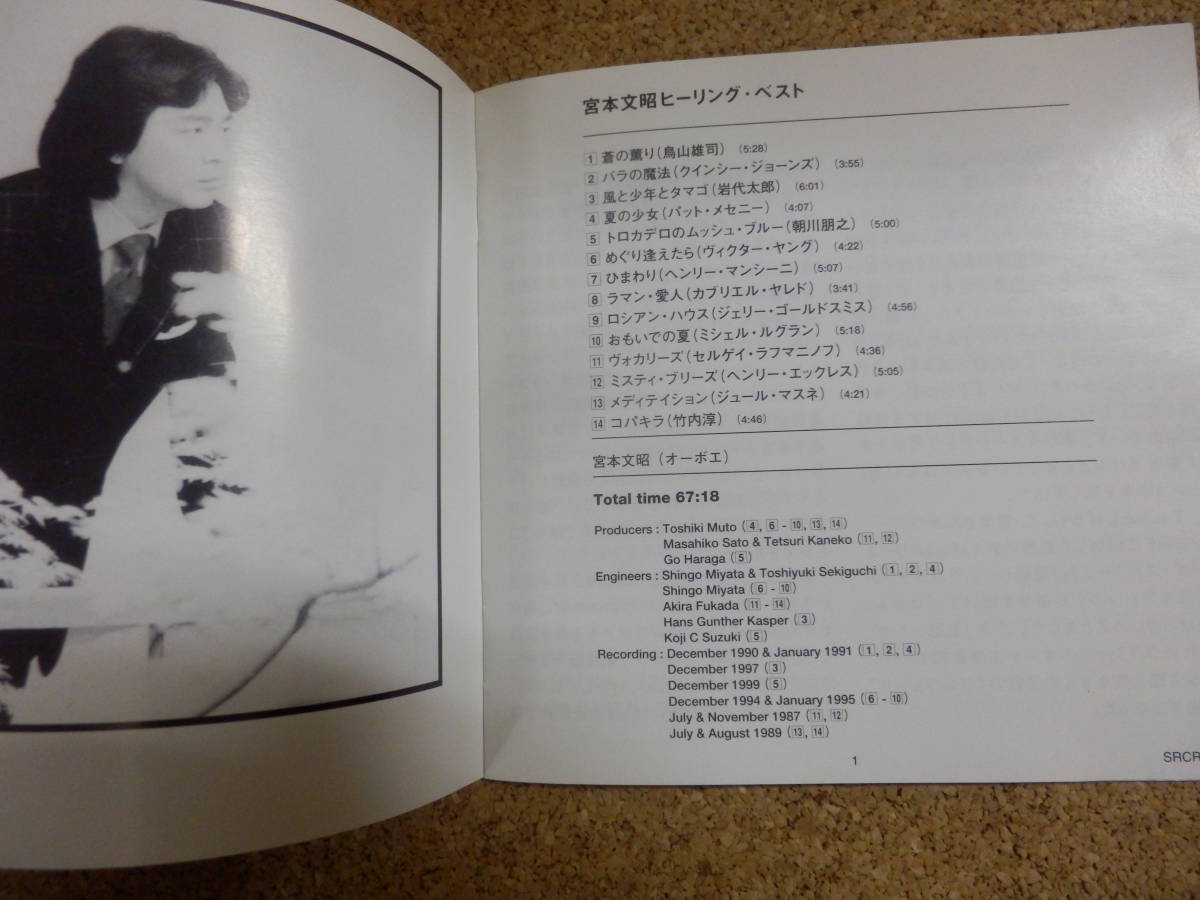 宮本文昭ヒーリング・ベスト
1 蒼の薫り（鳥山雄司）（5:28）
2 バラの魔法（クインシー・ジョーンズ）（3:55）
3 風と少年とタマゴ（岩代太郎）（6:01）
4 夏の少女（パット・メセニー）（4:07）
5 トロカデロのムッシュ・ブルー（朝川朋之）（5:00）
6 めぐり逢えたら（ヴィクター・ヤング）（4:22）
7 ひまわり（ヘンリー・マンシーニ）（5:07）
8 ラマン・愛人（カブリエル・ヤレド）（3:41）
9 ロシアン・ハウス（ジェリー・ゴールドスミス）（4:56）
10 おもいでの夏（ミシェル・ルグラン）（5:18）
11 ヴォカリーズ（セルゲイ・ラフマニノフ）（4:36）
12 ミスティ・ブリーズ（ヘンリー・エックレス）（5:05）
13 メディテイション（ジュール・マスネ）（4:21）
14 コパキラ（竹内淳）（4:46）
宮本文昭（オーボエ）
Total time 67:18
Producers : Toshiki Muto (4, 6 - 10, 13, 14)
Masahiko Sato & Tetsuri Kaneko (11, 12)
Go Haraga (5)
Engineers : Shingo Miyata & Toshiyuki Sekiguchi (1, 2, 4)
Shingo Miyata (6 - 10)
Akira Fukada (11 - 14)
Hans Gunther Kasper (3)
Koji C Suzuki (5)
Recording : December 1990 & January 1991 (1, 2, 4)
December 1997 (3)
December 1999 (5)
December 1994 & January 1995 (6 - 10)
July & November 1987 (11, 12)
July & August 1989 (13, 14)
1
SRCR